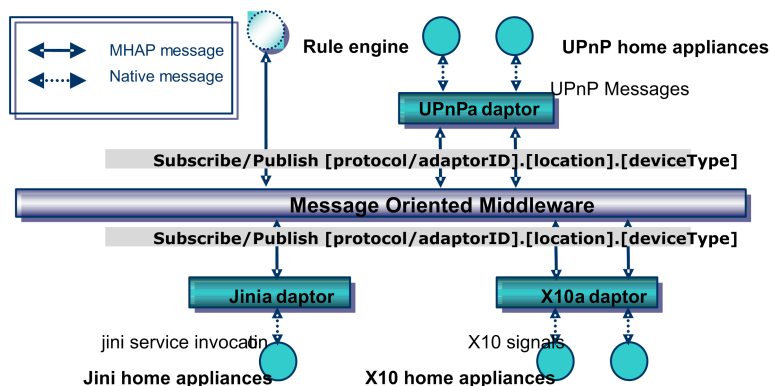 Rule engine
UPnP home appliances
MHAP message
Native message
UPnP Messages
UPnPa daptor
Subscribe/Publish [protocol/adaptorID].[location].[deviceType]
Message Oriented Middleware
Subscribe/Publish [protocol/adaptorID].[location].[deviceType]
Jinia daptor
X10a daptor
jini service invocation
X10 signals
Jini home appliances
X10 home appliances